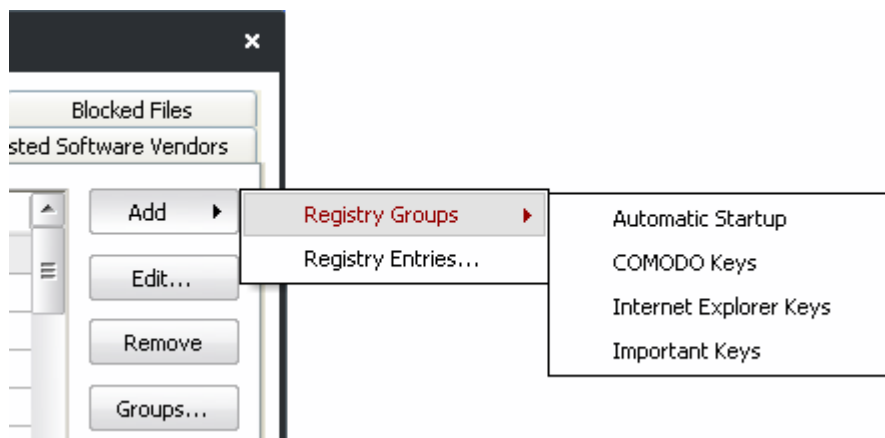 Blocked Files
sted Software Vendors
Add
Edit...
Remove
Groups...
Registry Groups
Registry Entries...
Automatic Startup
COMODO Keys
Internet Explorer Keys
Important Keys